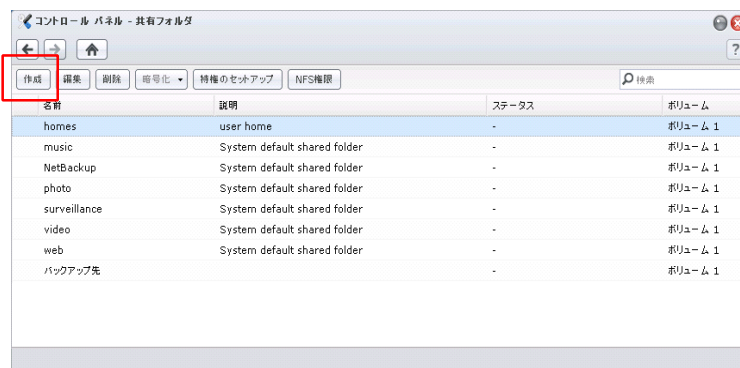 コントロール パネル - 共有フォルダ
?
作成 編集 削除 暗号化 特権のセットアップ NFS権限 検索
名前 説明 ステータス ボリューム
homes user home - ボリューム 1
music System default shared folder - ボリューム 1
NetBackup System default shared folder - ボリューム 1
photo System default shared folder - ボリューム 1
surveillance System default shared folder - ボリューム 1
video System default shared folder - ボリューム 1
web System default shared folder - ボリューム 1
バックアップ先 - ボリューム 1